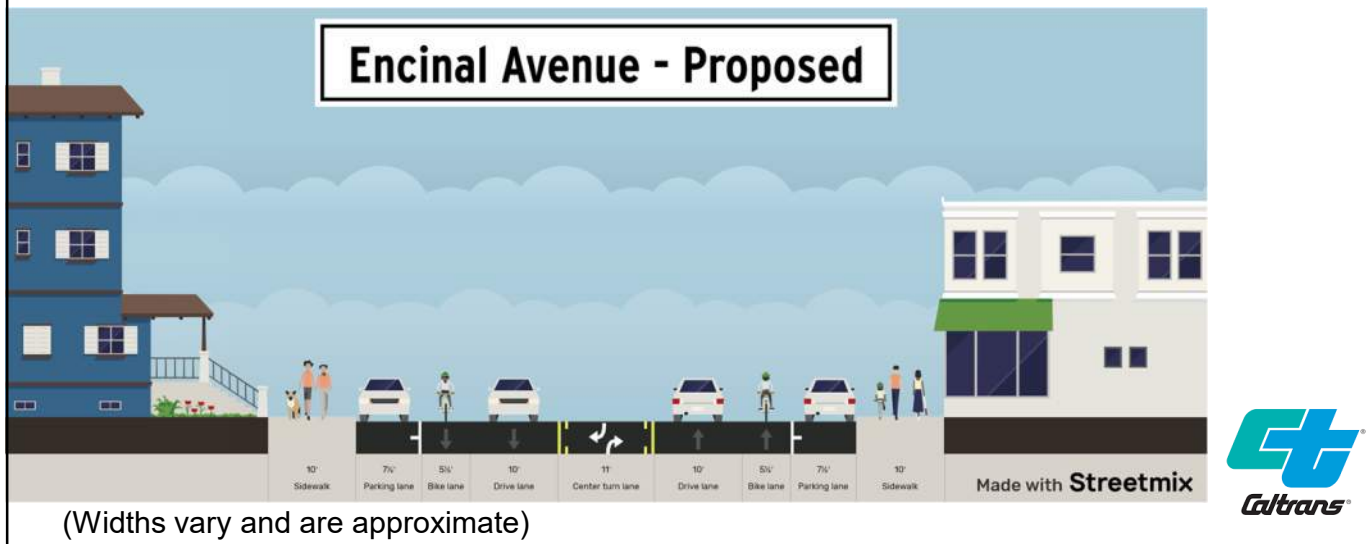 Encinal Avenue - Proposed
10' 7½' 5½' 10' 11' 10' 5½' 7½' 10'
Sidewalk Parking lane Bike lane Drive lane Center turn lane Drive lane Bike lane Parking lane Sidewalk
Made with Streetmix
(Widths vary and are approximate)
Caltrans®